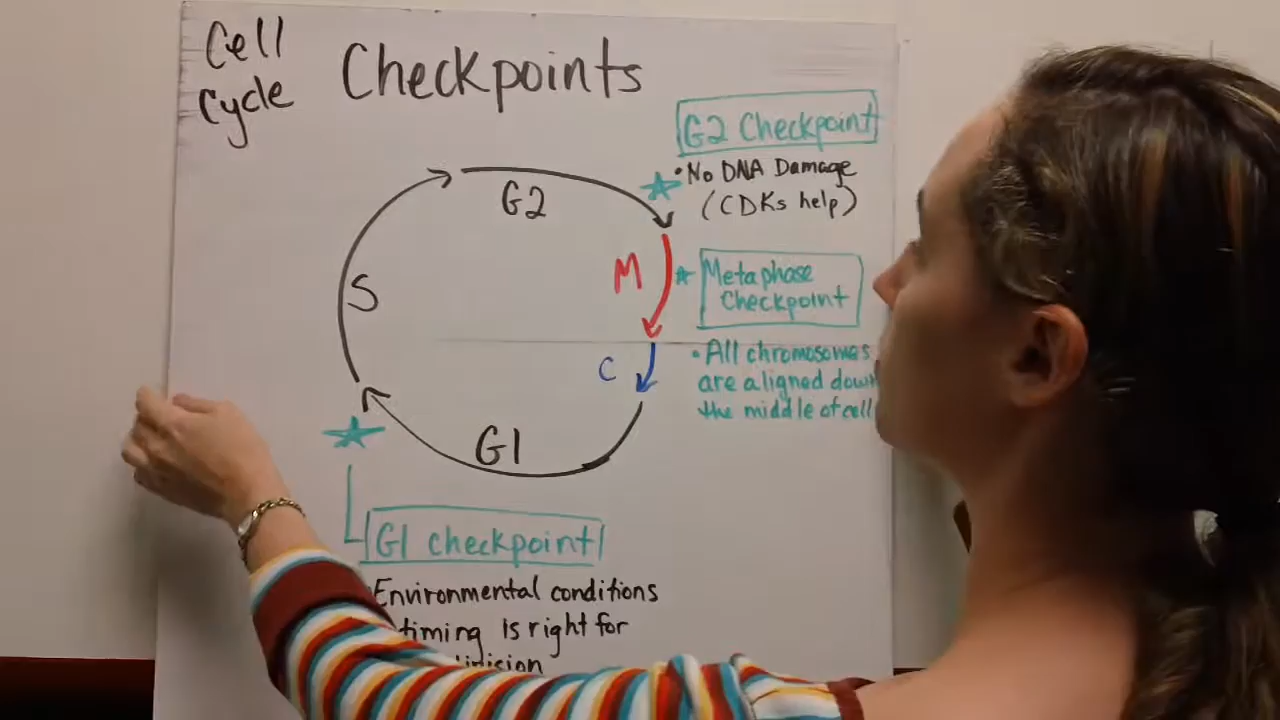 Cell
Cycle
Checkpoints
G2 Checkpoint
• No DNA Damage
(CDKs help)
G2
M
Metaphase
Checkpoint
S
C
• All chromosomes
are aligned down
the middle of cell
G1
G1 checkpoint
Environmental conditions
timing is right for